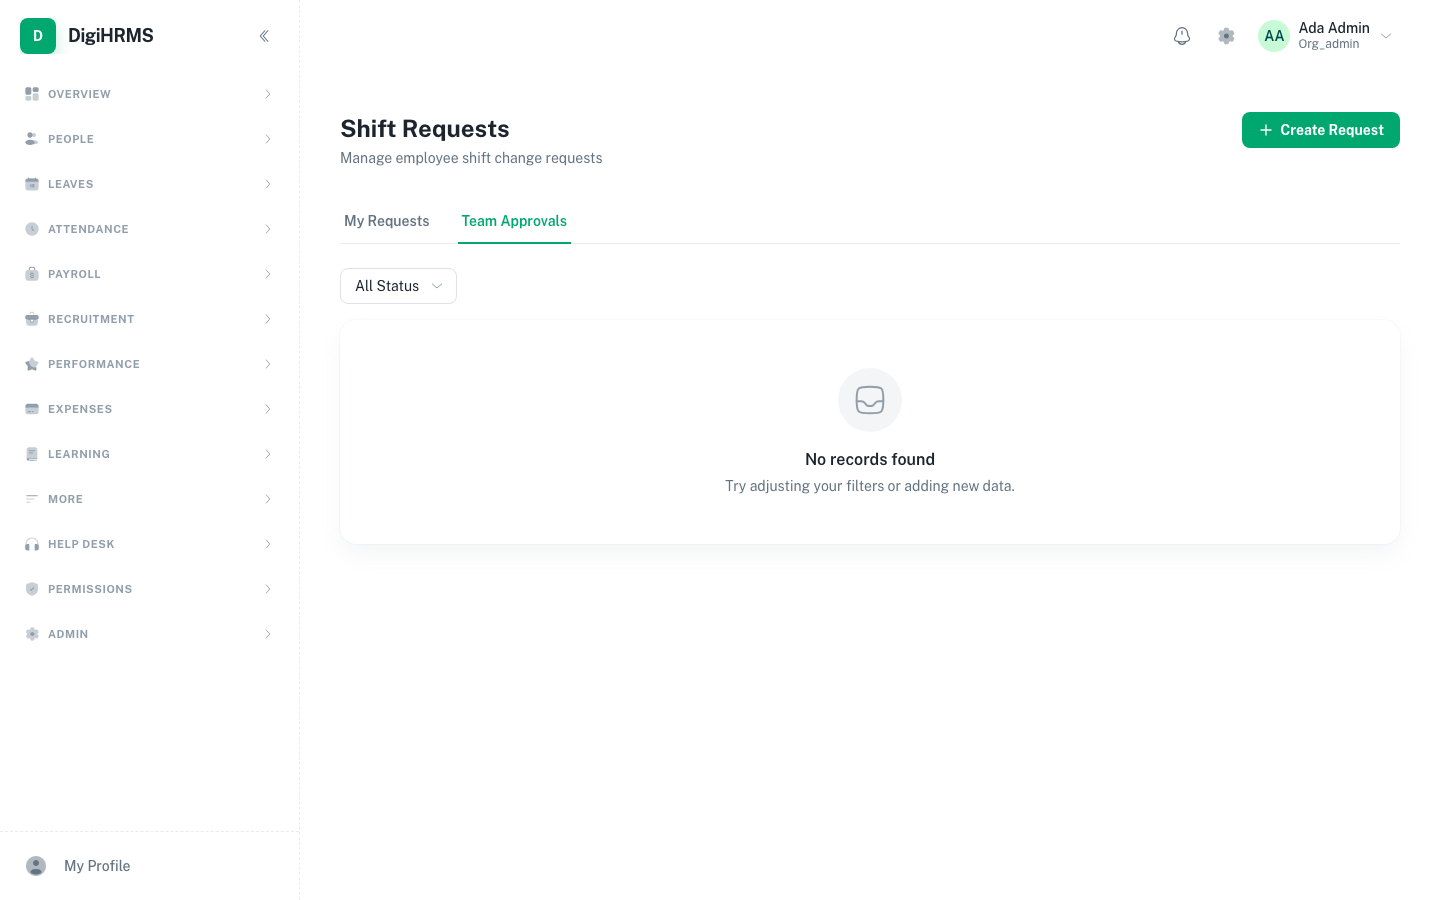 D
DigiHRMS
OVERVIEW
PEOPLE
LEAVES
ATTENDANCE
PAYROLL
RECRUITMENT
PERFORMANCE
EXPENSES
LEARNING
MORE
HELP DESK
PERMISSIONS
ADMIN
My Profile
AA
Ada Admin
Org_admin
Shift Requests
Manage employee shift change requests
Create Request
My Requests
Team Approvals
All Status
No records found
Try adjusting your filters or adding new data.